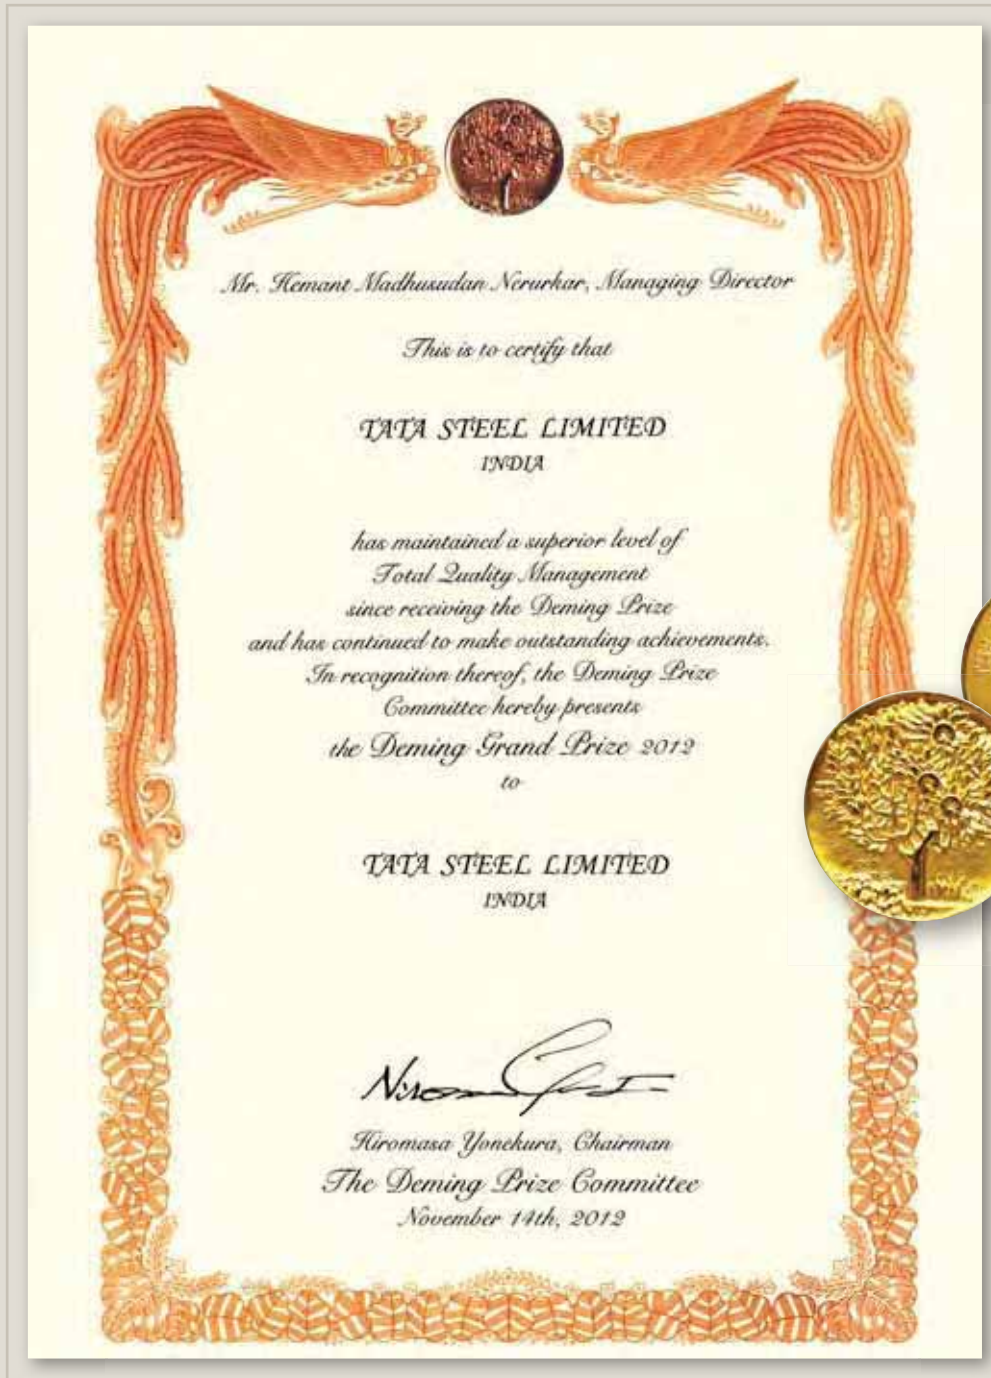 Mr. Hemant Madhusudan Nerurkar, Managing Director
This is to certify that
TATA STEEL LIMITED
INDIA
has maintained a superior level of
Total Quality Management
since receiving the Deming Prize
and has continued to make outstanding achievements.
In recognition thereof, the Deming Prize
Committee hereby presents
the Deming Grand Prize 2012
to
TATA STEEL LIMITED
INDIA
Hiromasa Yonekura, Chairman
The Deming Prize Committee
November 14th, 2012